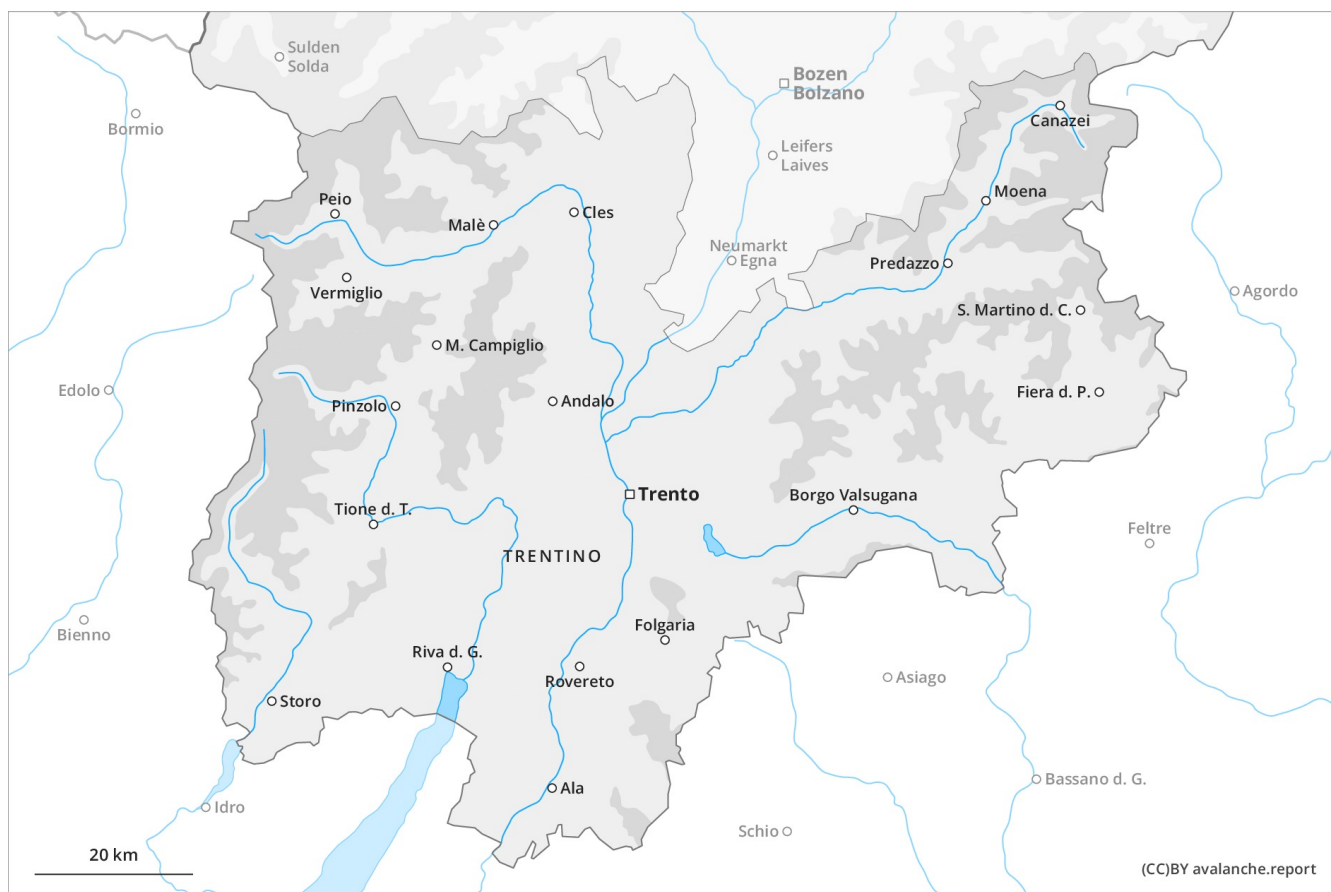 Sulden
Solda
Bozen
Bolzano
Bormio
Canazei
Leifers
Laives
Peio
Moena
Malè
Cles
Neumarkt
Egna
Predazzo
Vermiglio
Agordo
S. Martino d. C.
M. Campiglio
Edolo
Pinzolo
Andalo
Fiera d. P.
Trento
Borgo Valsugana
Tione d. T.
Feltre
TRENTINO
Bienno
Folgaria
Riva d. G.
Rovereto
Asiago
Storo
Bassano d. G.
Ala
Idro
Schio
20 km
(CC)BY avalanche.report